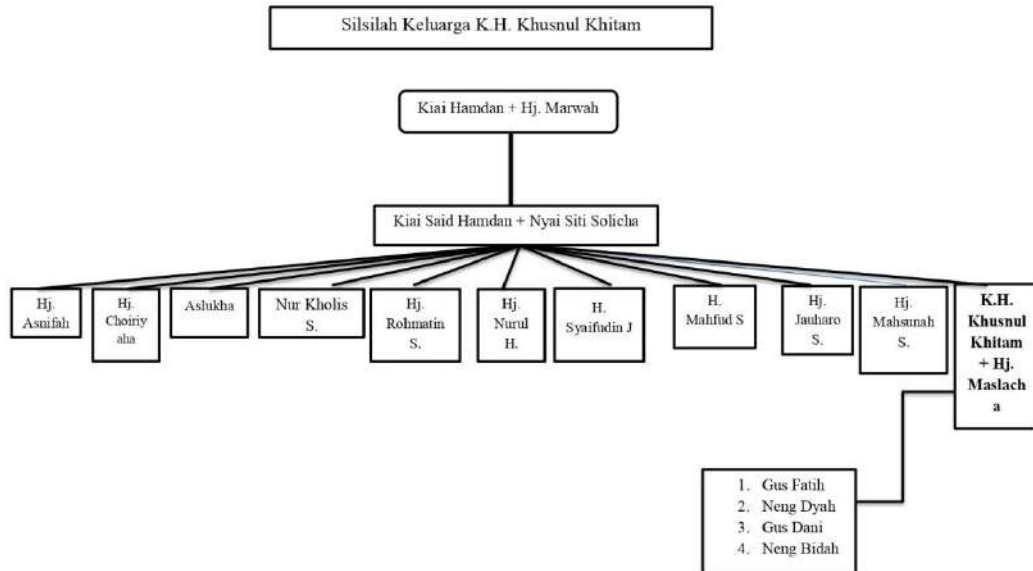 Silsilah Keluarga K.H. Khusnul Khitam
Kiai Hamdan + Hj. Marwah
Kiai Said Hamdan + Nyai Siti Solicha
Hj.
Asnifah
Hj.
Choiriy
aha
Aslukha
Nur Kholis
S.
Hj.
Rohmatin
S.
Hj.
Nurul
H.
H.
Syaifudin J
H.
Mahfud S
Hj.
Jauharo
S.
Hj.
Mahsunah
S.
K.H.
Khusnul
Khitam
+ Hj.
Maslach
a
1. Gus Fatih
2. Neng Dyah
3. Gus Dani
4. Neng Bidah